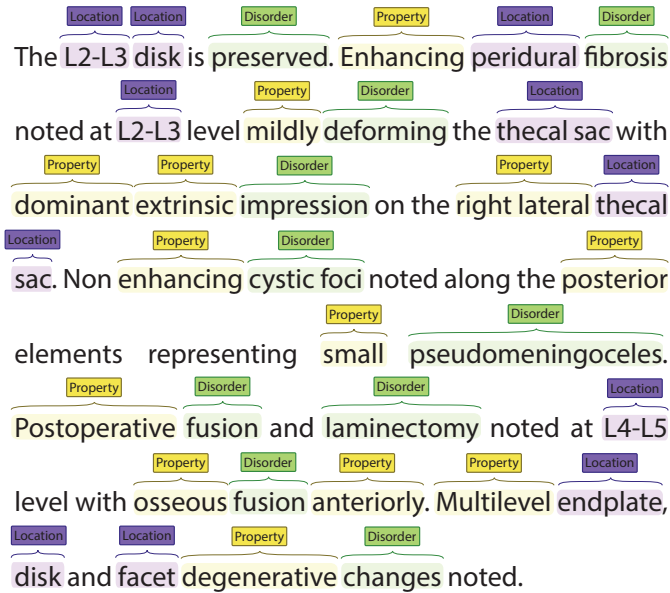 Location Location Disorder Property Location Disorder
The L2-L3 disk is preserved. Enhancing peridural fibrosis
Location Property Disorder Location
noted at L2-L3 level mildly deforming the thecal sac with
Property Property Disorder Property Location
dominant extrinsic impression on the right lateral thecal
Location Property Disorder Property
sac. Non enhancing cystic foci noted along the posterior
Property Disorder
elements representing small pseudomeningoceles.
Property Disorder Disorder Location
Postoperative fusion and laminectomy noted at L4-L5
Property Disorder Property Property Location
level with osseous fusion anteriorly. Multilevel endplate,
Location Location Property Disorder
disk and facet degenerative changes noted.